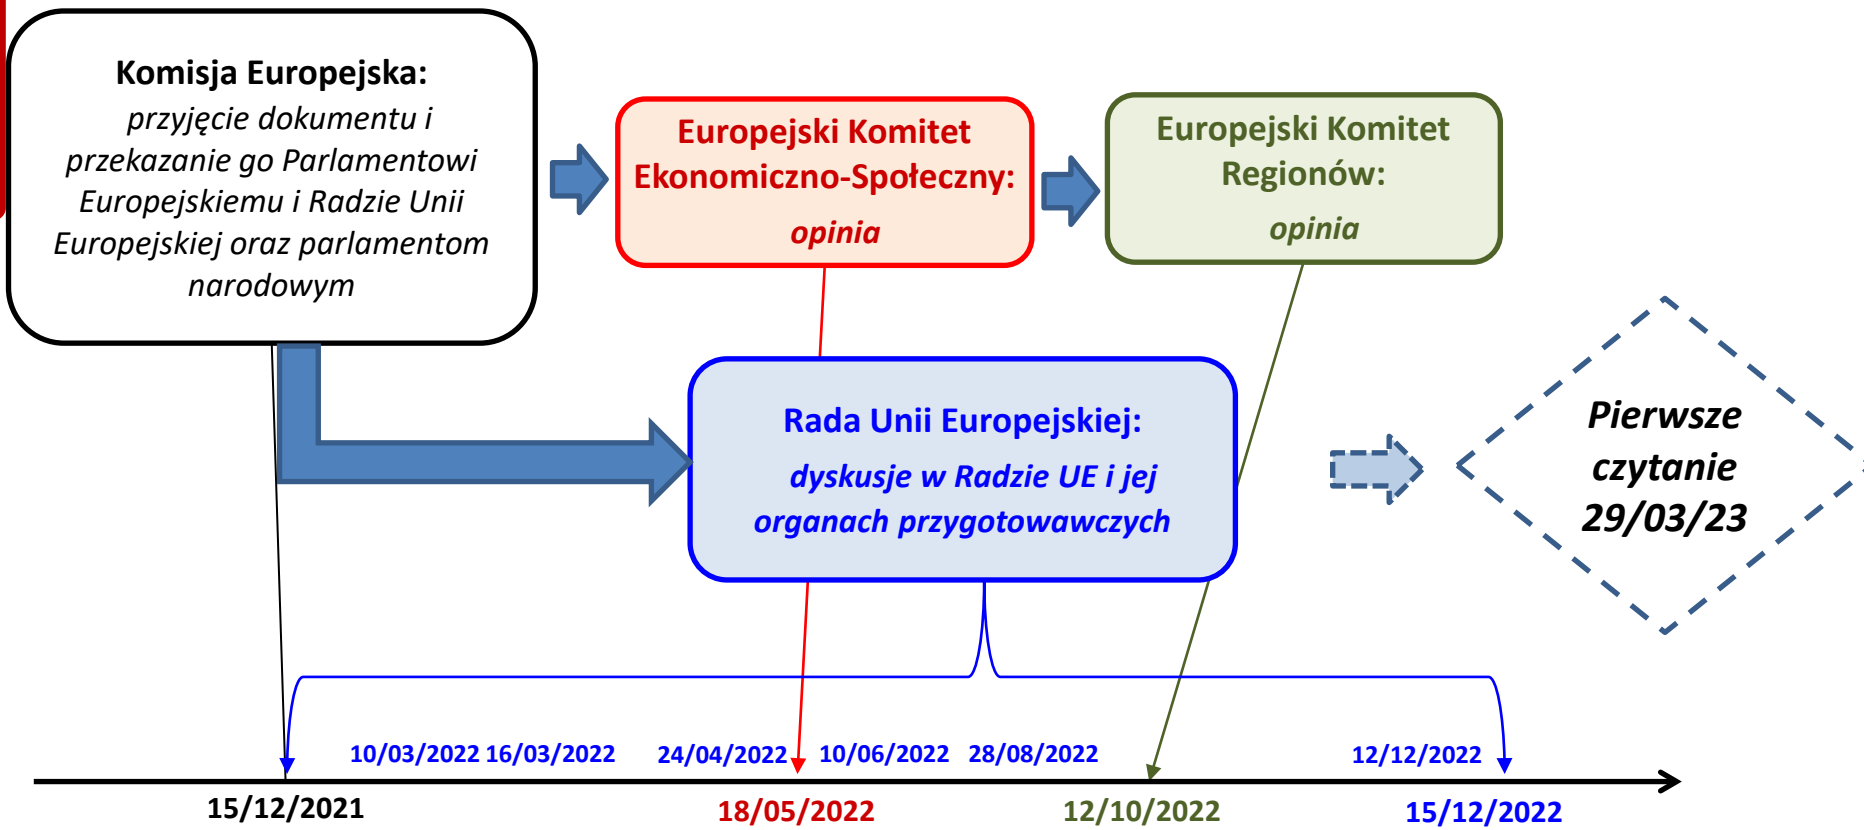 Komisja Europejska:
przyjęcie dokumentu i
przekazanie go Parlamentowi
Europejskiemu i Radzie Unii
Europejskiej oraz parlamentom
narodowym
Europejski Komitet
Ekonomiczno-Społeczny:
opinia
Europejski Komitet
Regionów:
opinia
Rada Unii Europejskiej:
dyskusje w Radzie UE i jej
organach przygotowawczych
Pierwsze
czytanie
29/03/23
10/03/2022 16/03/2022 24/04/2022 10/06/2022 28/08/2022 12/12/2022
15/12/2021 18/05/2022 12/10/2022 15/12/2022